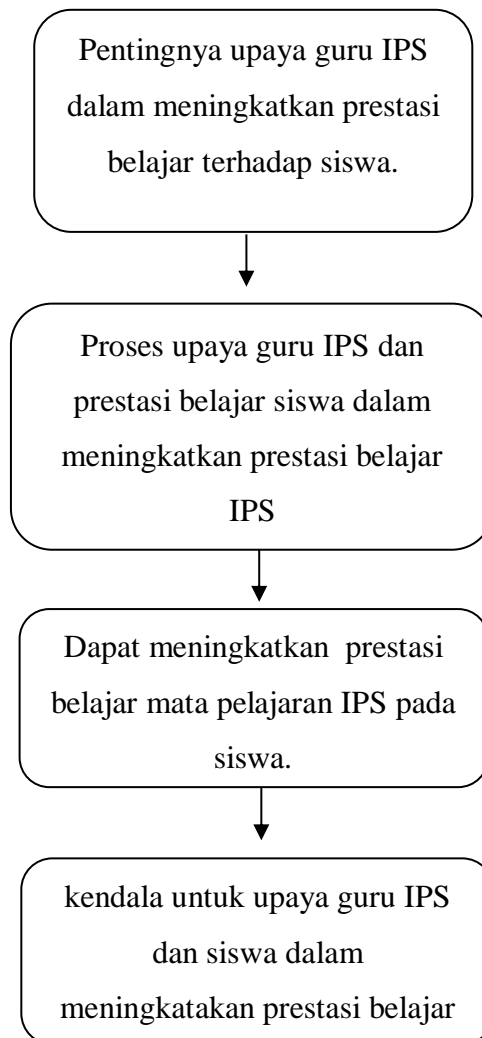 Pentingnya upaya guru IPS
dalam meningkatkan prestasi
belajar terhadap siswa.
Proses upaya guru IPS dan
prestasi belajar siswa dalam
meningkatkan prestasi belajar
IPS
Dapat meningkatkan prestasi
belajar mata pelajaran IPS pada
siswa.
kendala untuk upaya guru IPS
dan siswa dalam
meningkatakan prestasi belajar